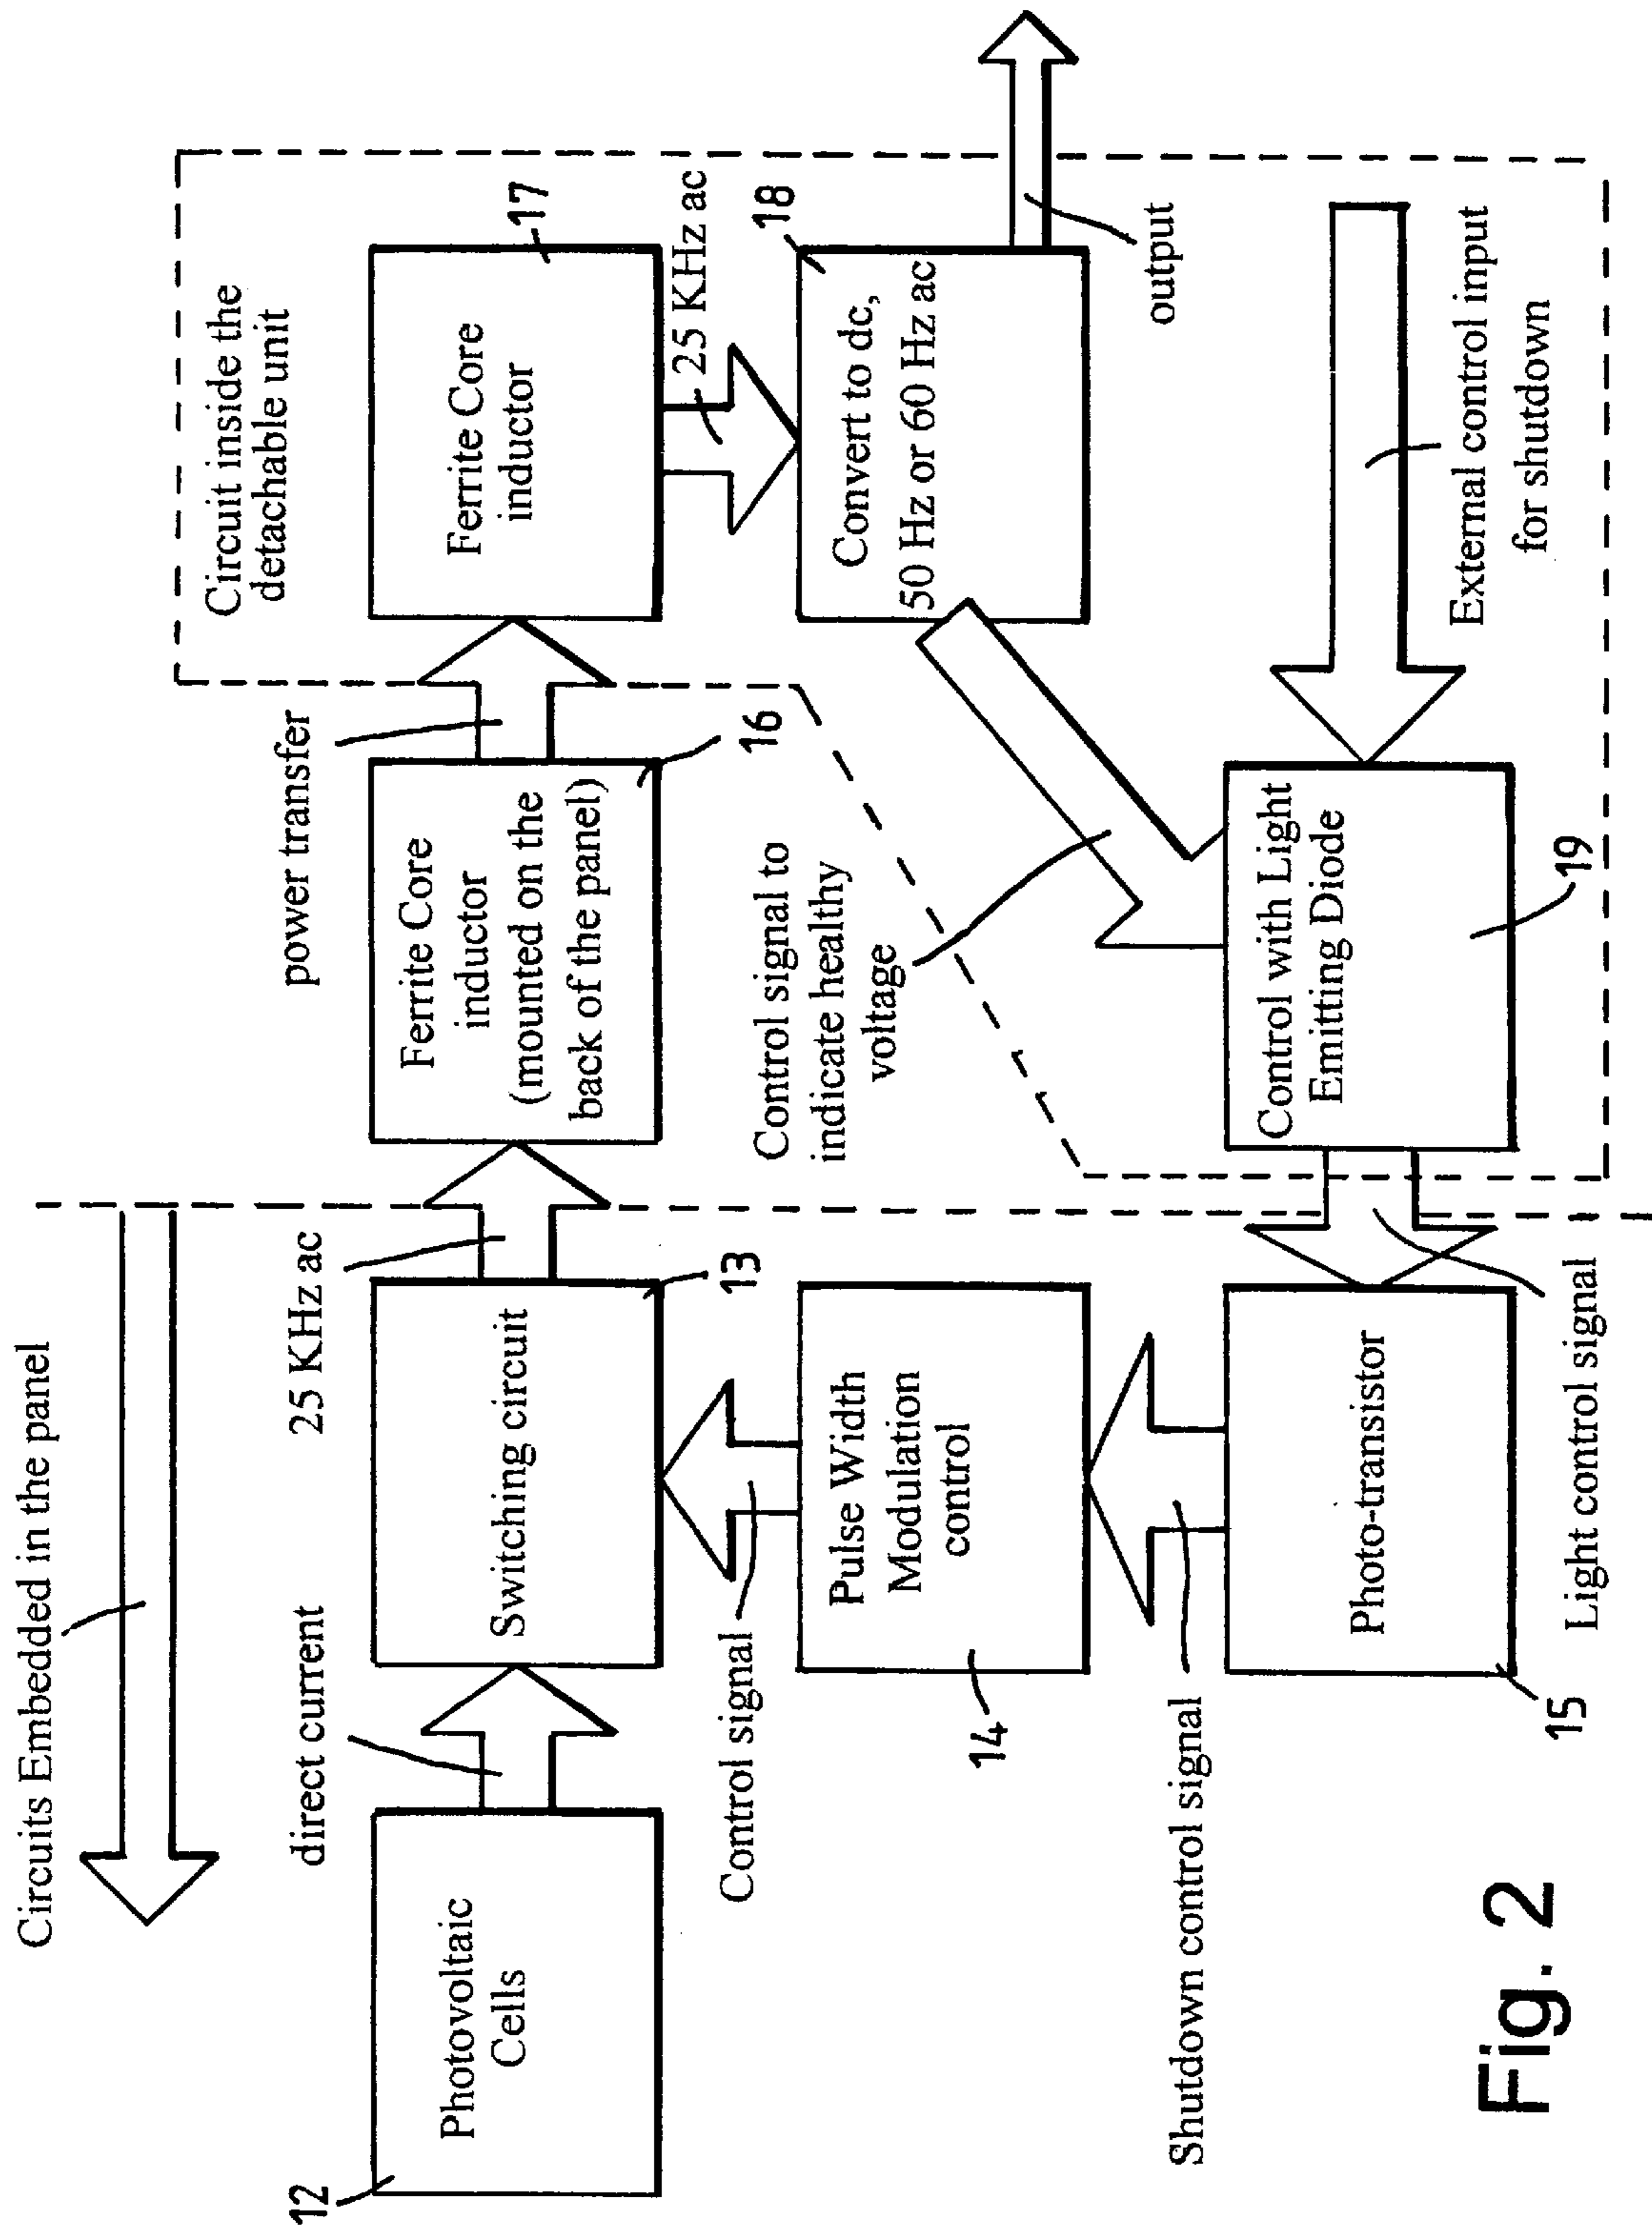 Circuits Embedded in the panel
direct current
25 KHz ac
power transfer
Circuit inside the
detachable unit
12
Photovoltaic
Cells
Switching circuit
13
Ferrite Core
inductor
(mounted on the
back of the panel)
16
Ferrite Core
inductor
17
25 KHz ac
Control signal
Control signal to
indicate healthy
voltage
18
Convert to dc,
50 Hz or 60 Hz ac
output
14
Pulse Width
Modulation
control
Shutdown control signal
Photo-transistor
15
Light control signal
Control with Light
Emitting Diode
19
External control input
for shutdown
Fig. 2